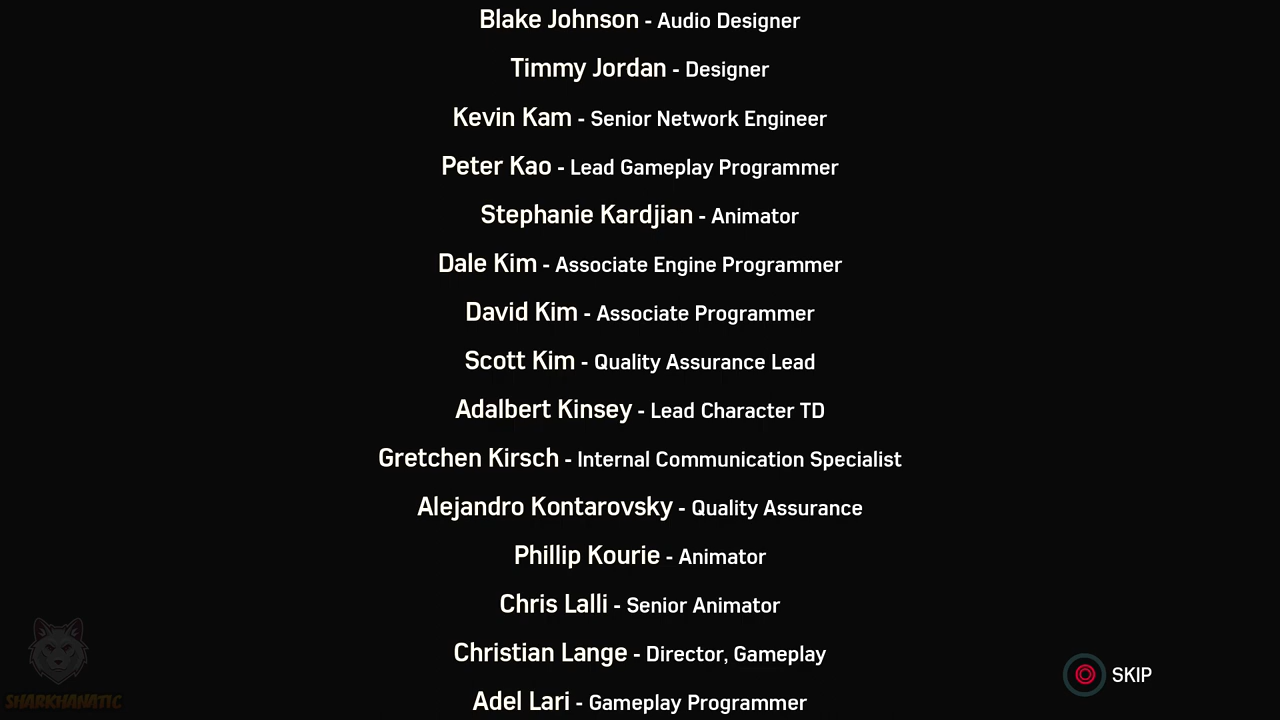 Blake Johnson - Audio Designer
Timmy Jordan - Designer
Kevin Kam - Senior Network Engineer
Peter Kao - Lead Gameplay Programmer
Stephanie Kardjian - Animator
Dale Kim - Associate Engine Programmer
David Kim - Associate Programmer
Scott Kim - Quality Assurance Lead
Adalbert Kinsey - Lead Character TD
Gretchen Kirsch - Internal Communication Specialist
Alejandro Kontarovsky - Quality Assurance
Phillip Kourie - Animator
Chris Lalli - Senior Animator
Christian Lange - Director, Gameplay
SKIP
SHARKHANATIC
Adel Lari - Gameplay Programmer